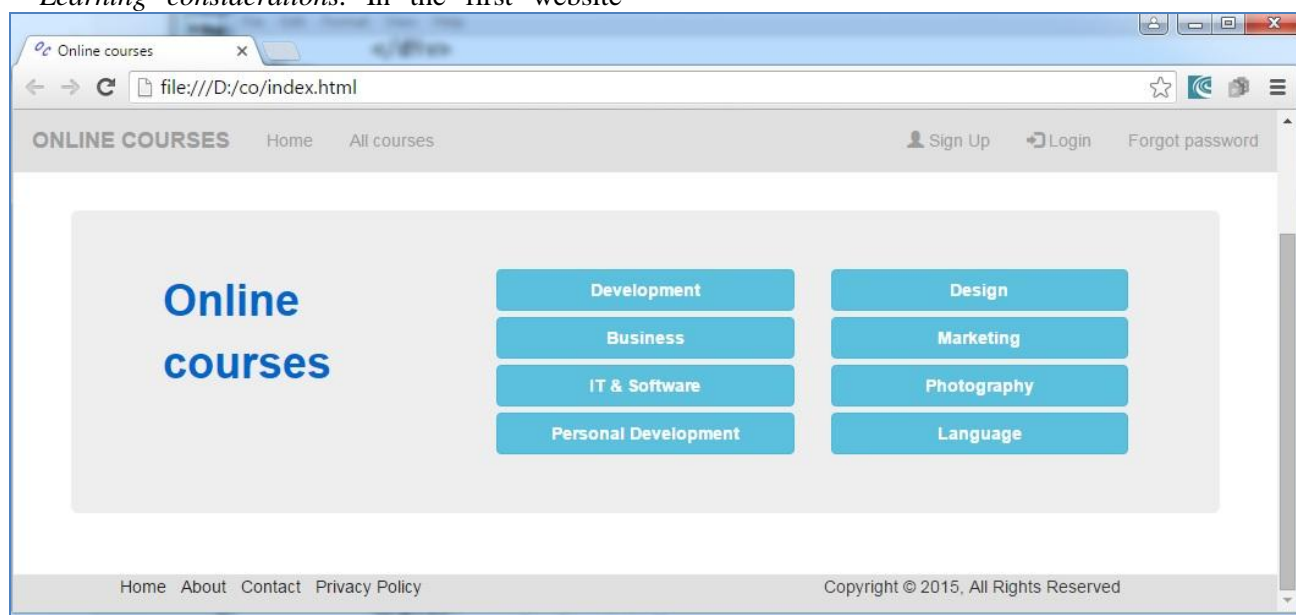 Learning considerations: In the first website
Online courses
file:///D:/co/index.html
ONLINE COURSES Home All courses Sign Up Login Forgot password
Online
courses
Development Design
Business Marketing
IT & Software Photography
Personal Development Language
Home About Contact Privacy Policy Copyright © 2015, All Rights Reserved